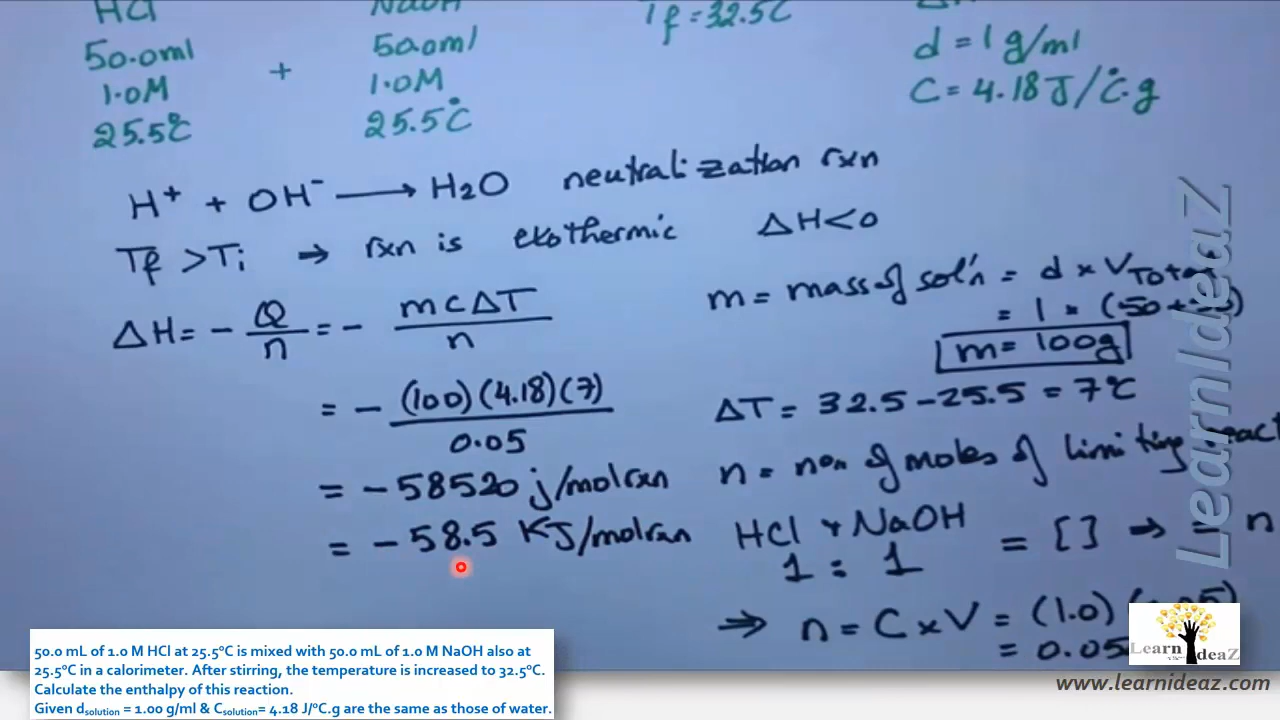 HCl
NaOH
Tf = 32.5C
50.0ml
+
50.0ml
d = 1 g/ml
1.0M
1.0M
C = 4.18 J/°C.g
25.5°C
25.5°C
H⁺ + OH⁻ ⟶ H2O neutralization rxn
Tf > Ti ⇒ rxn is exothermic ΔH<0
m = mass of sol'n = d × V
= 1 ×
m = 100g
ΔH = - Q/n = - mcΔT/n
= - (100)(4.18)(7)/0.05
ΔT = 32.5 - 25.5 = 7°C
= -58520 j/molrxn
n = no. of moles of limiting
= -58.5 KJ/molrxn
HCl & NaOH
1 : 1
= [ ] ⇒ n
⇒ n = C×V = (1.0)
= 0.05
LearnIdeaZ
LearnIdeaZ
www.learnideaz.com
50.0 mL of 1.0 M HCl at 25.5°C is mixed with 50.0 mL of 1.0 M NaOH also at
25.5°C in a calorimeter. After stirring, the temperature is increased to 32.5°C.
Calculate the enthalpy of this reaction.
Given dsolution = 1.00 g/ml & Csolution= 4.18 J/°C.g are the same as those of water.